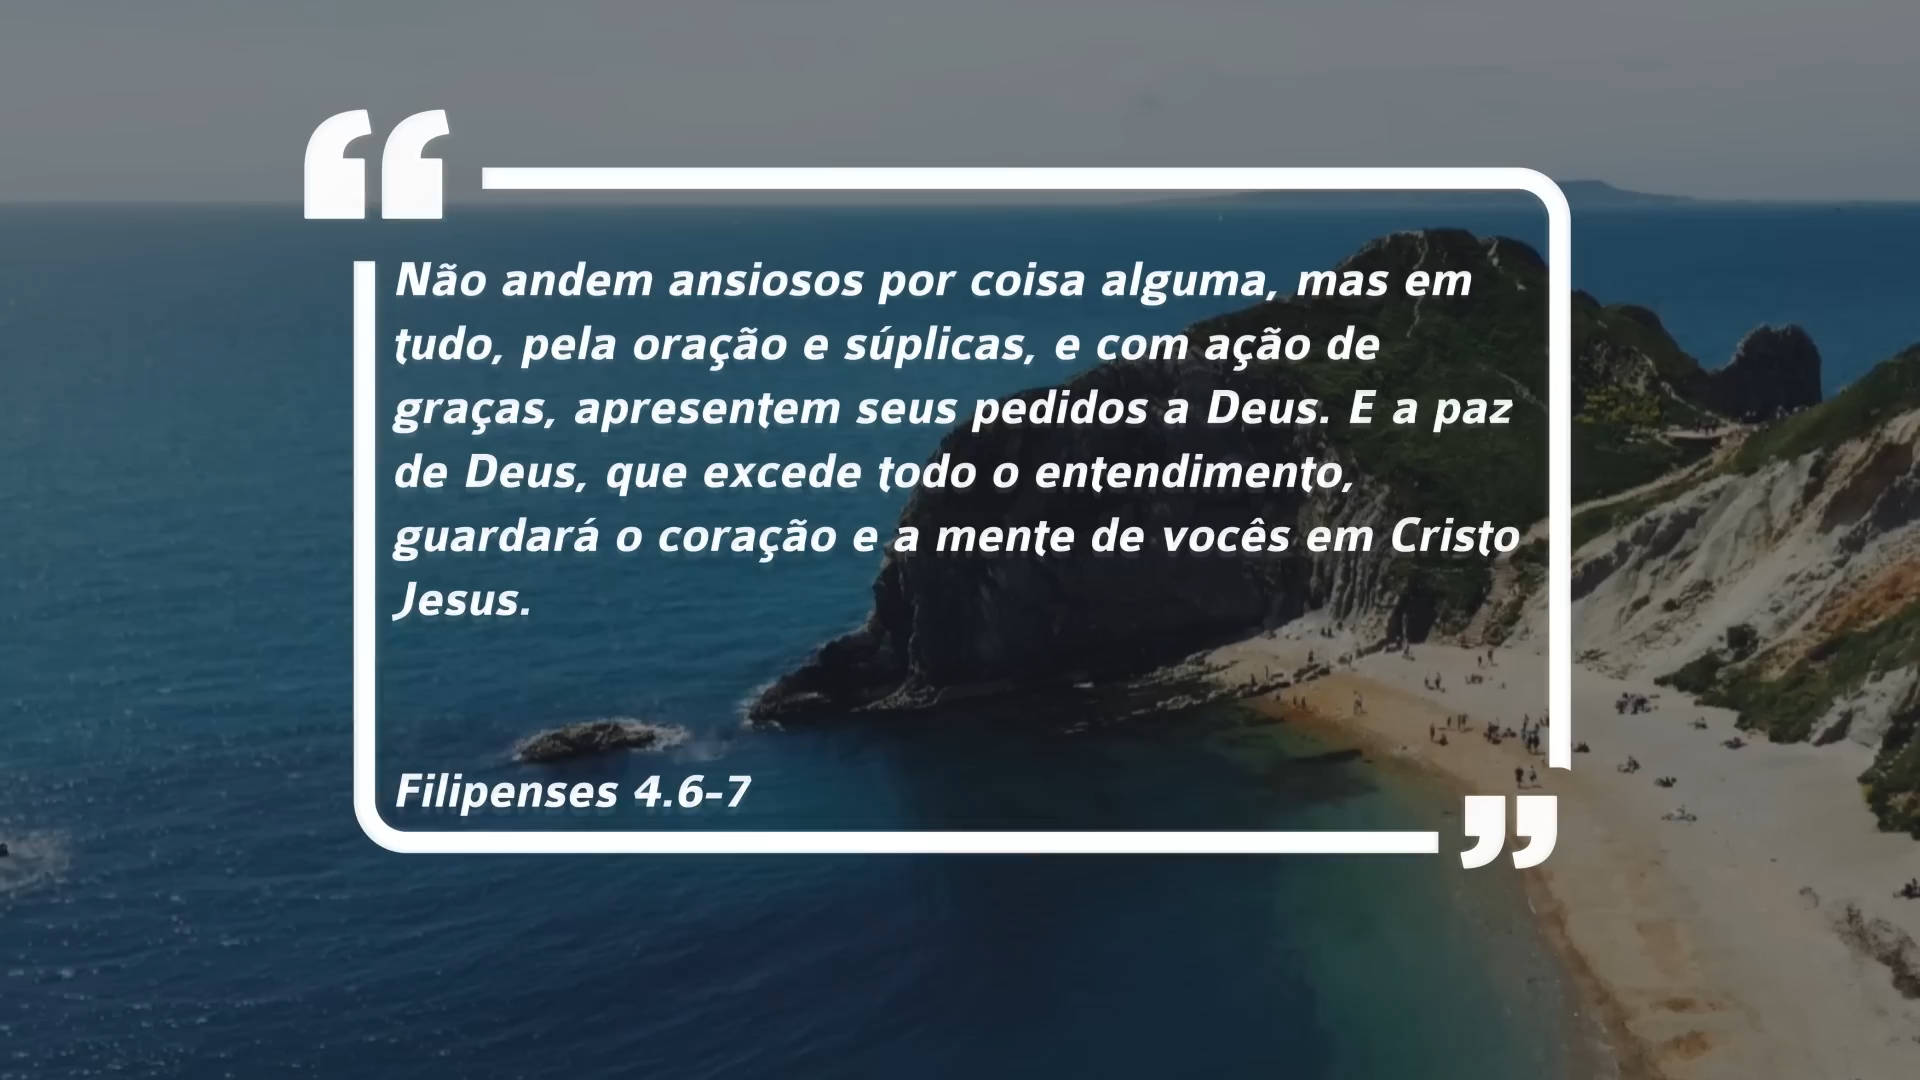 Não andem ansiosos por coisa alguma, mas em
tudo, pela oração e súplicas, e com ação de
graças, apresentem seus pedidos a Deus. E a paz
de Deus, que excede todo o entendimento,
guardará o coração e a mente de vocês em Cristo
Jesus.
Filipenses 4.6-7